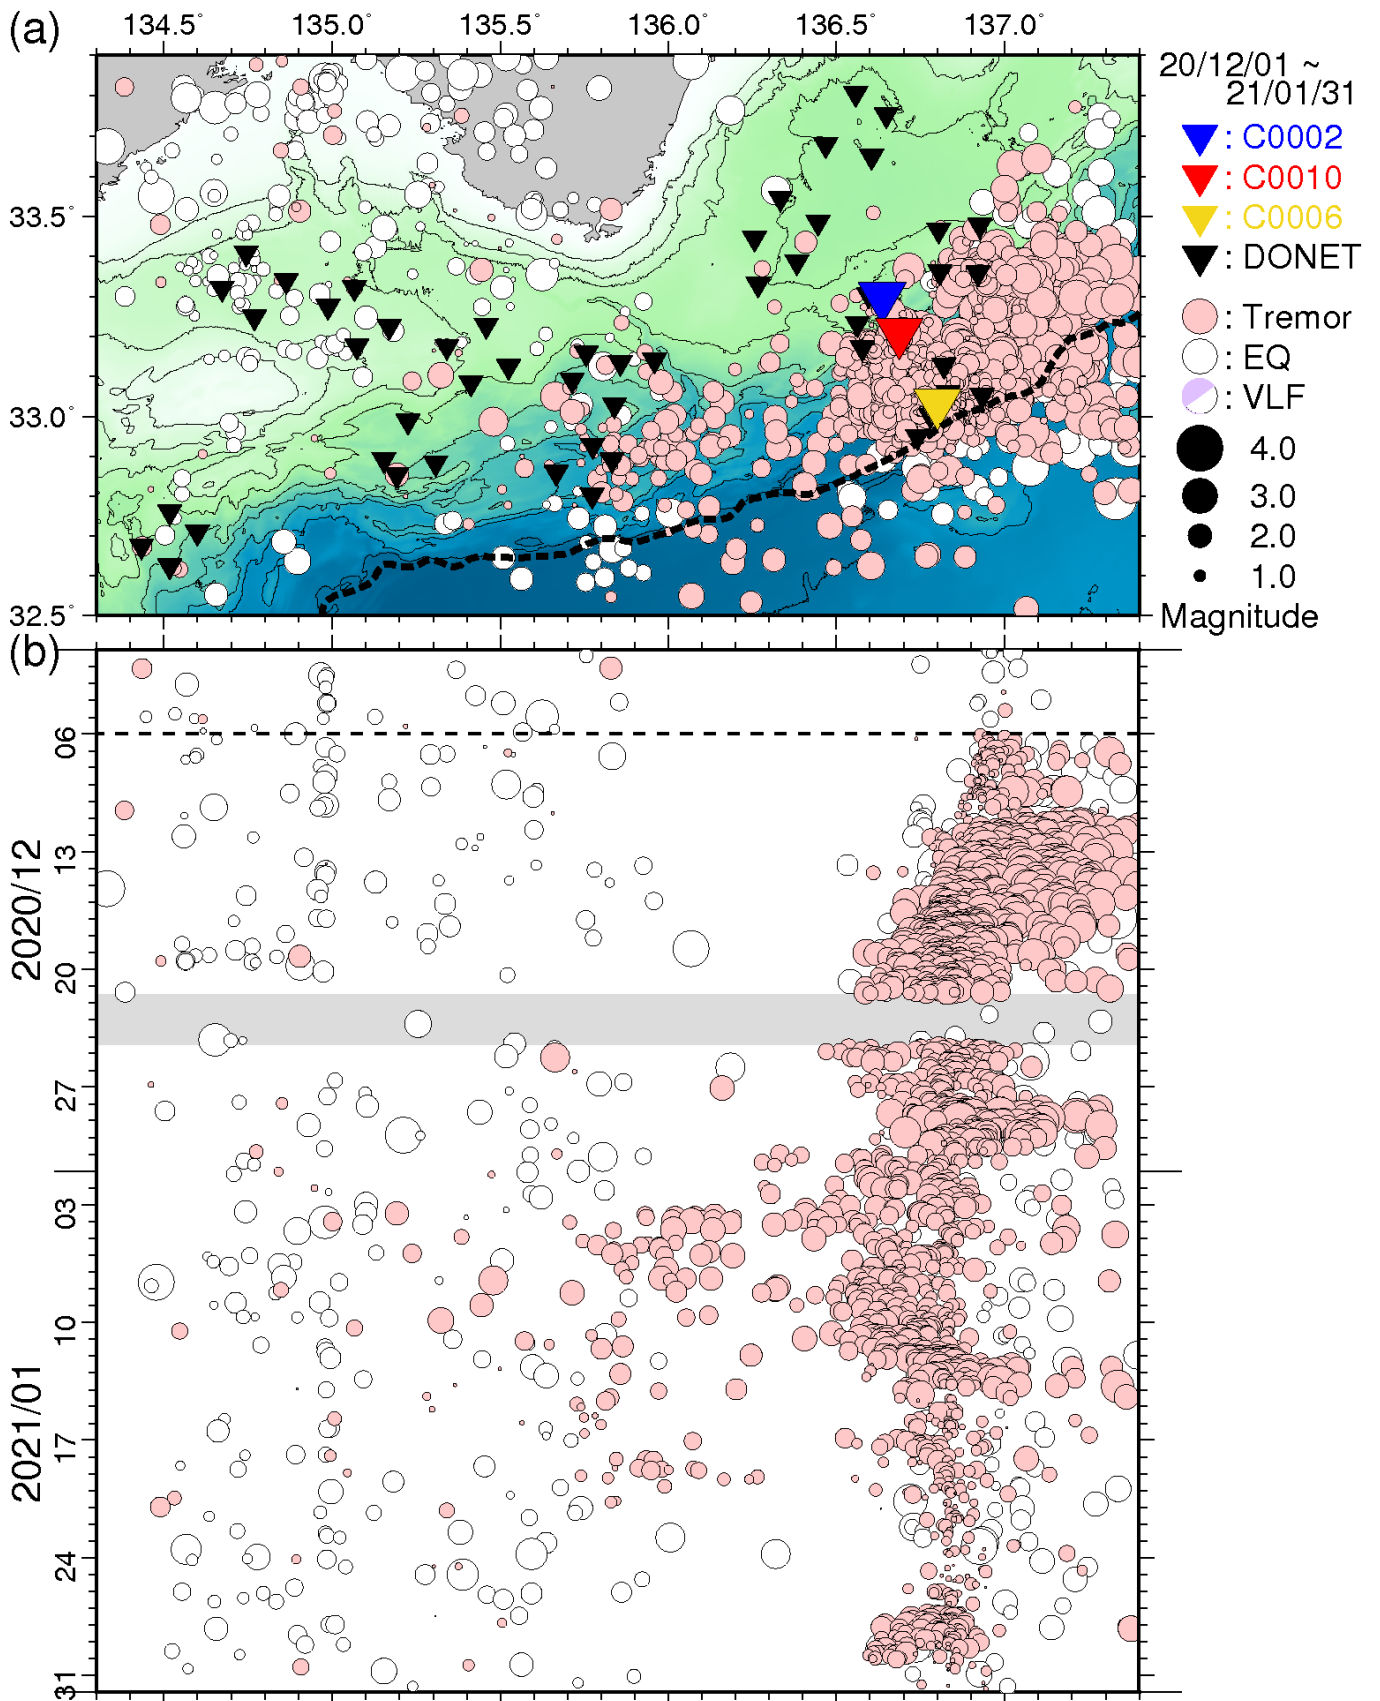 (a)
134.5° 135.0° 135.5° 136.0° 136.5° 137.0°
33.5°
33.0°
32.5°
20/12/01 ~
21/01/31
: C0002
: C0010
: C0006
: DONET
: Tremor
: EQ
: VLF
4.0
3.0
2.0
1.0
Magnitude
(b)
06
13
20
27
03
10
17
24
31
2020/12
2021/01